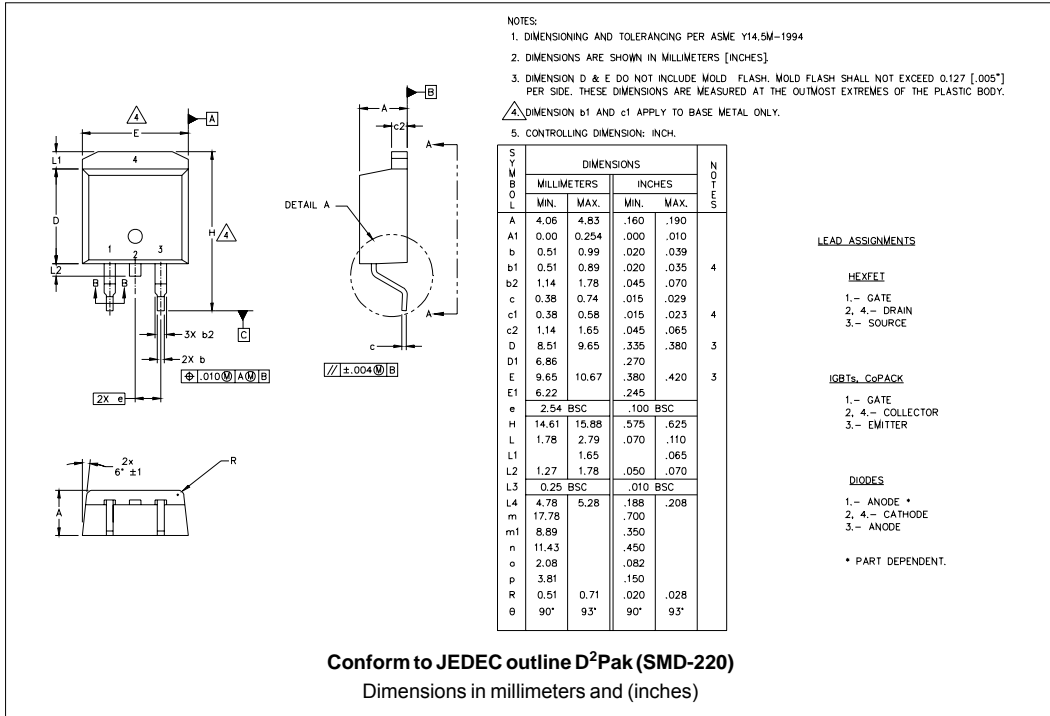 NOTES:
1. DIMENSIONING AND TOLERANCING PER ASME Y14.5M-1994
2. DIMENSIONS ARE SHOWN IN MILLIMETERS [INCHES].
3. DIMENSION D & E DO NOT INCLUDE MOLD FLASH. MOLD FLASH SHALL NOT EXCEED 0.127 [.005"]
PER SIDE. THESE DIMENSIONS ARE MEASURED AT THE OUTMOST EXTREMES OF THE PLASTIC BODY.
4. DIMENSION b1 AND c1 APPLY TO BASE METAL ONLY.
5. CONTROLLING DIMENSION: INCH.
4
E
A
L1
4
D
H
4
1
2
3
L2
B
B
C
3X b2
2X b
⌖ .010 Ⓜ A Ⓜ B
2X e
A
B
c2
A
DETAIL A
A
c
// ±.004 Ⓜ B
2x
6° ±1
R
A
SYMBOL
DIMENSIONS
NOTES
MILLIMETERS INCHES
MIN. MAX. MIN. MAX.
A 4.06 4.83 .160 .190
A1 0.00 0.254 .000 .010
b 0.51 0.99 .020 .039
b1 0.51 0.89 .020 .035 4
b2 1.14 1.78 .045 .070
c 0.38 0.74 .015 .029
c1 0.38 0.58 .015 .023 4
c2 1.14 1.65 .045 .065
D 8.51 9.65 .335 .380 3
D1 6.86 .270
E 9.65 10.67 .380 .420 3
E1 6.22 .245
e 2.54 BSC .100 BSC
H 14.61 15.88 .575 .625
L 1.78 2.79 .070 .110
L1 1.65 .065
L2 1.27 1.78 .050 .070
L3 0.25 BSC .010 BSC
L4 4.78 5.28 .188 .208
m 17.78 .700
m1 8.89 .350
n 11.43 .450
o 2.08 .082
p 3.81 .150
R 0.51 0.71 .020 .028
θ 90° 93° 90° 93°
LEAD ASSIGNMENTS
HEXFET
1.- GATE
2, 4.- DRAIN
3.- SOURCE
IGBTs, CoPACK
1.- GATE
2, 4.- COLLECTOR
3.- EMITTER
DIODES
1.- ANODE *
2, 4.- CATHODE
3.- ANODE
* PART DEPENDENT.
Conform to JEDEC outline D²Pak (SMD-220)
Dimensions in millimeters and (inches)